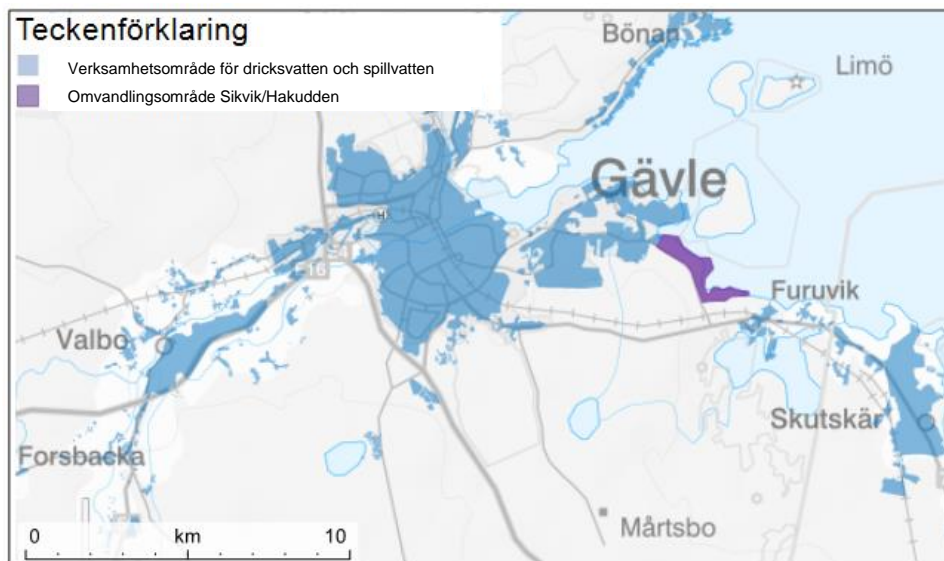 Teckenförklaring
Verksamhetsområde för dricksvatten och spillvatten
Omvandlingsområde Sikvik/Hakudden
Bönan
Limö
Gävle
H
E16
Furuvik
Valbo
Skutskär
Forsbacka
Mårtsbo
0 km 10